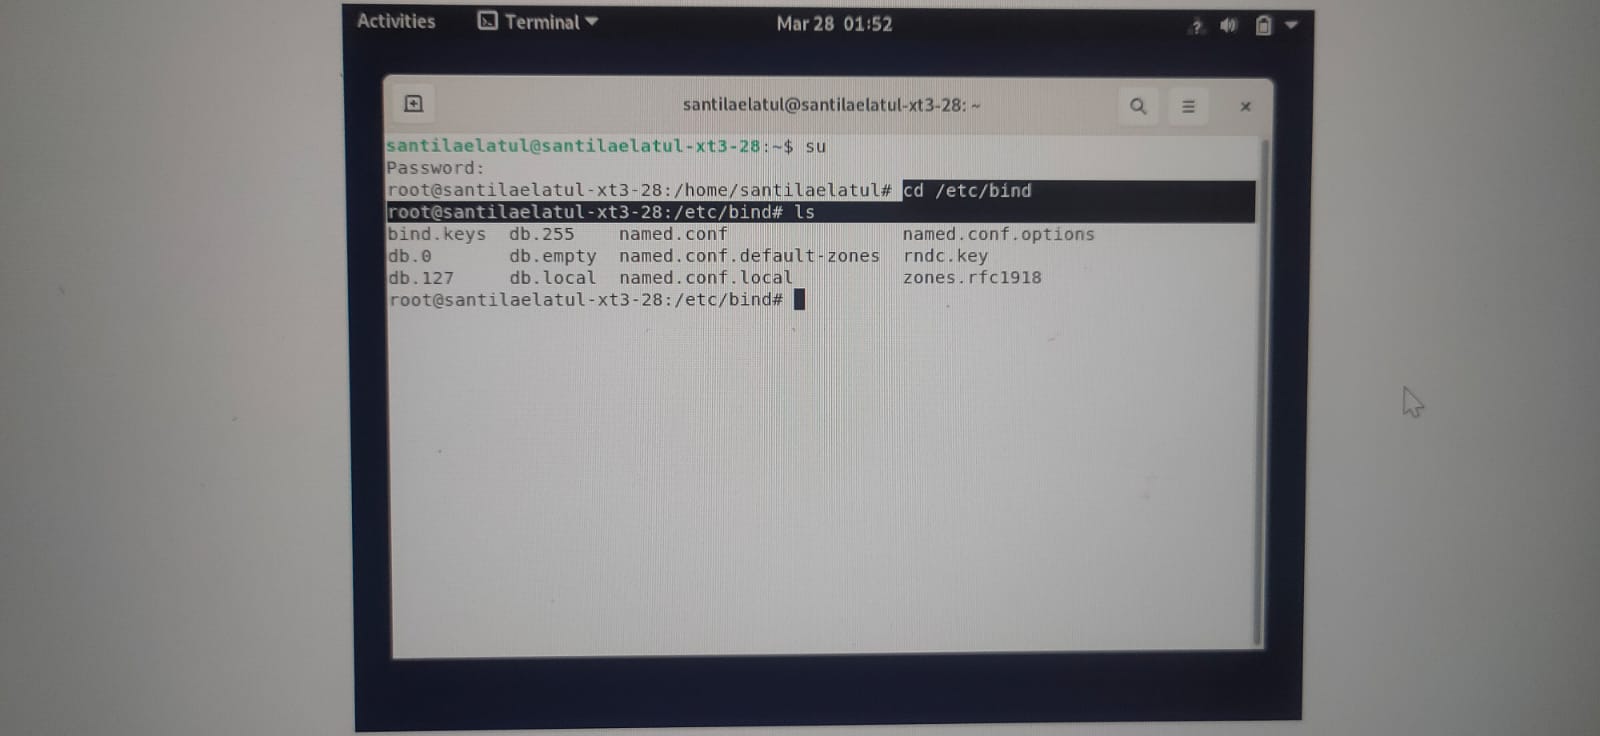 Activities Terminal Mar 28 01:52 ?
santilaelatul@santilaelatul-xt3-28: ~
santilaelatul@santilaelatul-xt3-28:~$ su
Password:
root@santilaelatul-xt3-28:/home/santilaelatul# cd /etc/bind
root@santilaelatul-xt3-28:/etc/bind# ls
bind.keys db.255 named.conf named.conf.options
db.0 db.empty named.conf.default-zones rndc.key
db.127 db.local named.conf.local zones.rfc1918
root@santilaelatul-xt3-28:/etc/bind#